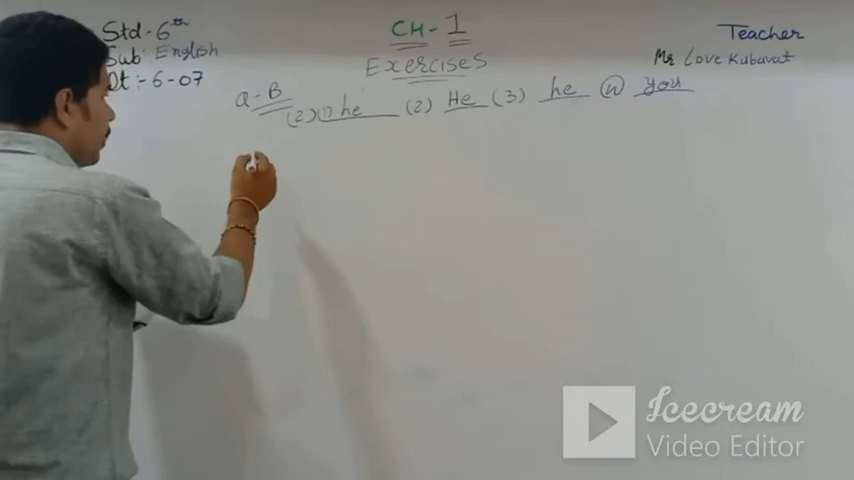 Std-6th
CH-1
Teacher
Sub: English
Exercises
Mr Love Kubavat
Dt:-6-07
Q-B
(2)(1) he (2) He (3) he (4) you
Icecream
Video Editor